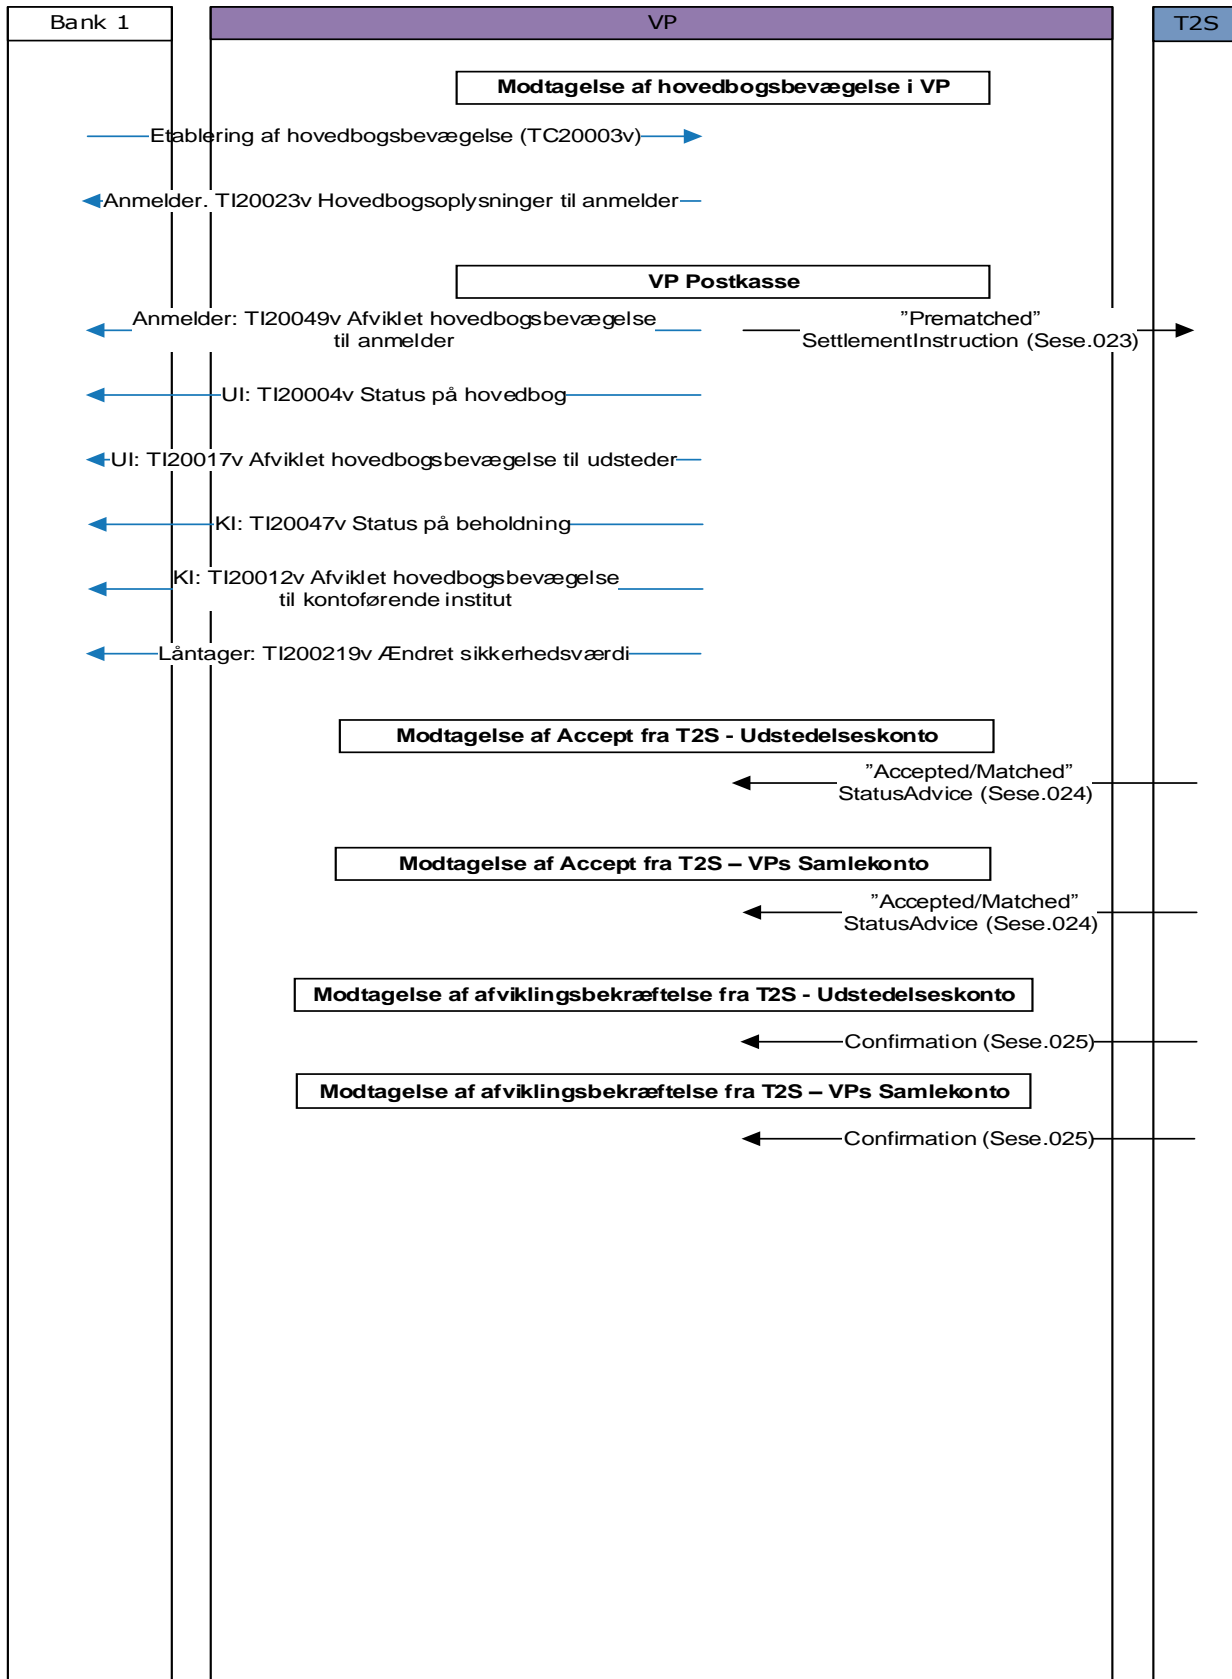 Bank 1
VP
T2S
Modtagelse af hovedbogsbevægelse i VP
Etablering af hovedbogsbevægelse (TC20003v)
Anmelder. TI20023v Hovedbogsoplysninger til anmelder
VP Postkasse
Anmelder: TI20049v Afviklet hovedbogsbevægelse
til anmelder
”Prematched”
SettlementInstruction (Sese.023)
UI: TI20004v Status på hovedbog
UI: TI20017v Afviklet hovedbogsbevægelse til udsteder
KI: TI20047v Status på beholdning
KI: TI20012v Afviklet hovedbogsbevægelse
til kontoførende institut
Låntager: TI200219v Ændret sikkerhedsværdi
Modtagelse af Accept fra T2S - Udstedelseskonto
”Accepted/Matched”
StatusAdvice (Sese.024)
Modtagelse af Accept fra T2S – VPs Samlekonto
”Accepted/Matched”
StatusAdvice (Sese.024)
Modtagelse af afviklingsbekræftelse fra T2S - Udstedelseskonto
Confirmation (Sese.025)
Modtagelse af afviklingsbekræftelse fra T2S – VPs Samlekonto
Confirmation (Sese.025)